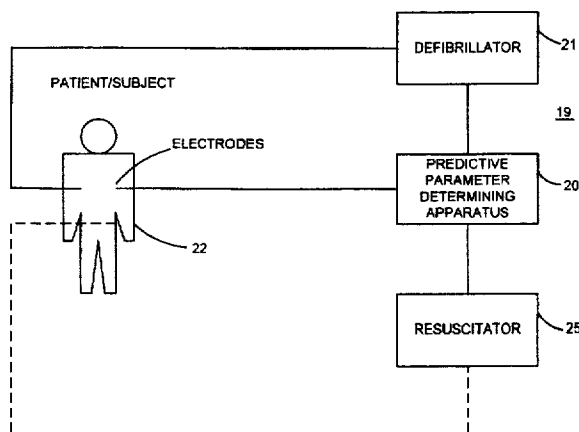 DEFIBRILLATOR
21
PATIENT/SUBJECT
19
ELECTRODES
PREDICTIVE
PARAMETER
DETERMINING
APPARATUS
20
22
RESUSCITATOR
25